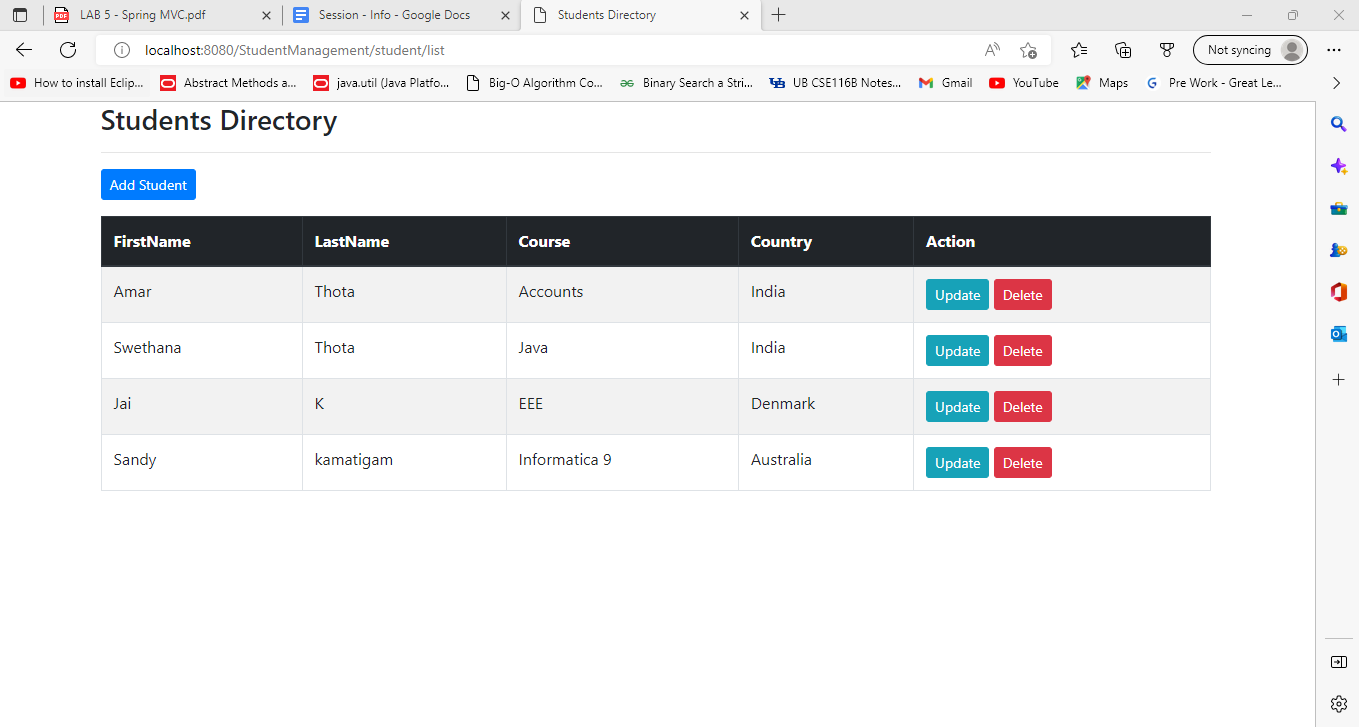 LAB 5 - Spring MVC.pdf Session - Info - Google Docs Students Directory
localhost:8080/StudentManagement/student/list Not syncing
How to install Eclip... Abstract Methods a... java.util (Java Platfo... Big-O Algorithm Co... Binary Search a Stri... UB CSE116B Notes... Gmail YouTube Maps Pre Work - Great Le...
Students Directory
Add Student
FirstName LastName Course Country Action
Amar Thota Accounts India Update Delete
Swethana Thota Java India Update Delete
Jai K EEE Denmark Update Delete
Sandy kamatigam Informatica 9 Australia Update Delete